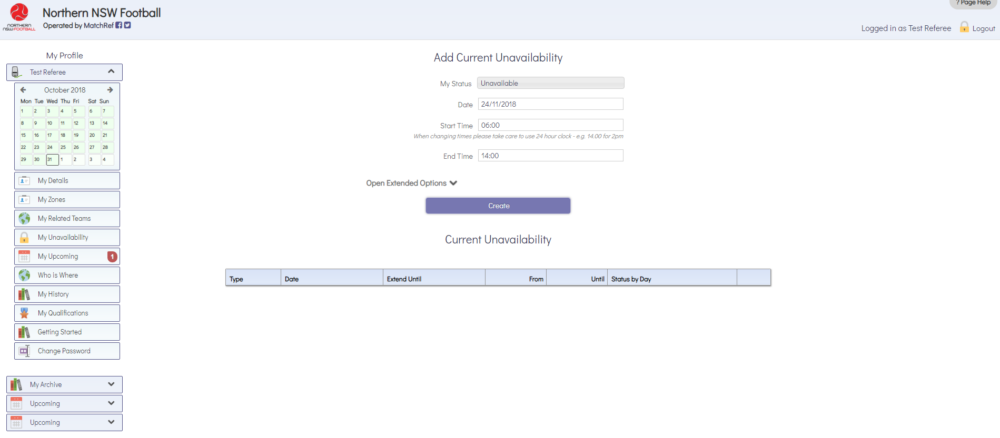 ? Page Help
Northern NSW Football
Operated by MatchRef
NORTHERN
NSWFOOTBALL
Logged in as Test Referee
Logout
My Profile
Test Referee
October 2018
Mon Tue Wed Thu Fri Sat Sun
1 2 3 4 5 6 7
8 9 10 11 12 13 14
15 16 17 18 19 20 21
22 23 24 25 26 27 28
29 30 31 1 2 3 4
My Details
My Zones
My Related Teams
My Unavailability
My Upcoming 1
Who is Where
My History
My Qualifications
Getting Started
Change Password
My Archive
Upcoming
Upcoming
Add Current Unavailability
My Status Unavailable
Date 24/11/2018
Start Time 06:00
When changing times please take care to use 24 hour clock - e.g. 14.00 for 2pm
End Time 14:00
Open Extended Options
Create
Current Unavailability
Type Date Extend Until From Until Status by Day